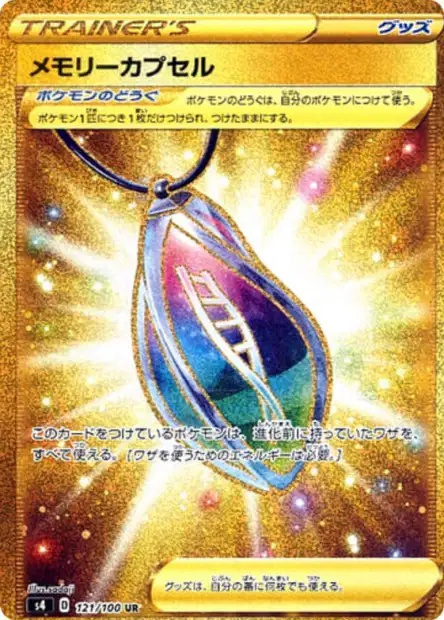 TRAINER'S グッズ
メモリーカプセル
ポケモンのどうぐ ポケモンのどうぐは、自分のポケモンにつけて使う。
ポケモン1匹につき1枚だけつけられ、つけたままにする。
このカードをつけているポケモンは、進化前に持っていたワザを、
すべて使える。[ワザを使うためのエネルギーは必要。]
Illus.sadaji
グッズは、自分の番に何枚でも使える。
s4 D 121/100 UR